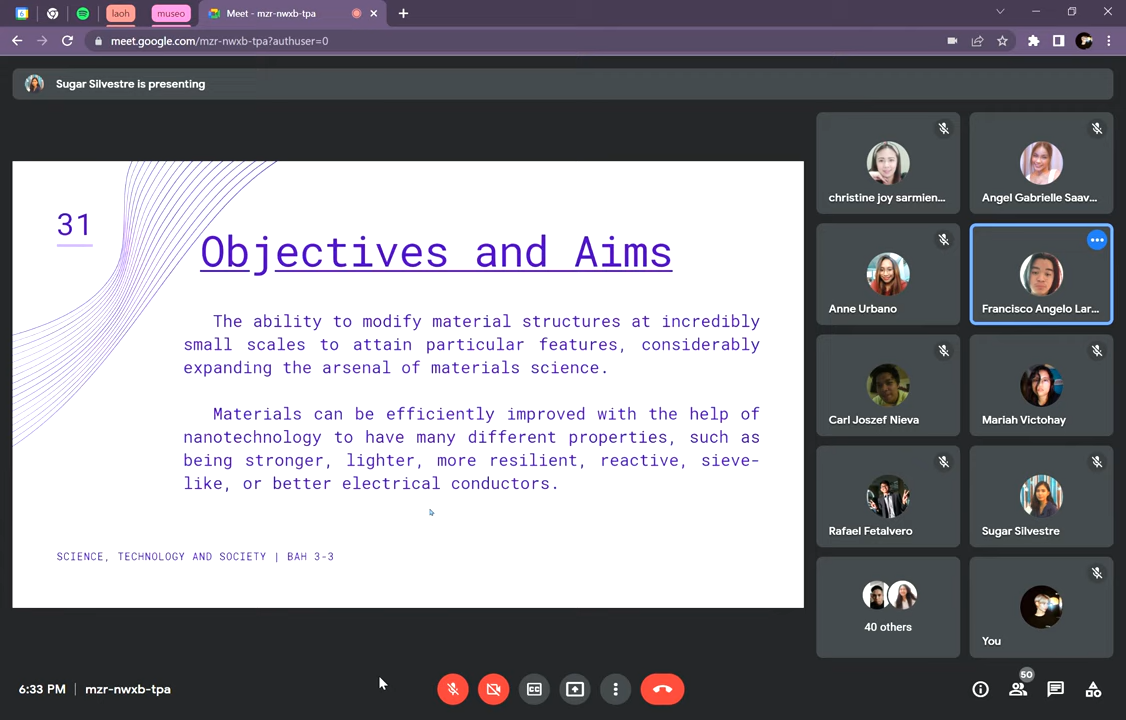 laoh
museo
Meet - mzr-nwxb-tpa
meet.google.com/mzr-nwxb-tpa?authuser=0
Sugar Silvestre is presenting
31
Objectives and Aims
The ability to modify material structures at incredibly
small scales to attain particular features, considerably
expanding the arsenal of materials science.
Materials can be efficiently improved with the help of
nanotechnology to have many different properties, such as
being stronger, lighter, more resilient, reactive, sieve-
like, or better electrical conductors.
SCIENCE, TECHNOLOGY AND SOCIETY | BAH 3-3
christine joy sarmien...
Angel Gabrielle Saav...
Anne Urbano
Francisco Angelo Lar...
Carl Joszef Nieva
Mariah Victohay
Rafael Fetalvero
Sugar Silvestre
40 others
You
6:33 PM | mzr-nwxb-tpa
50